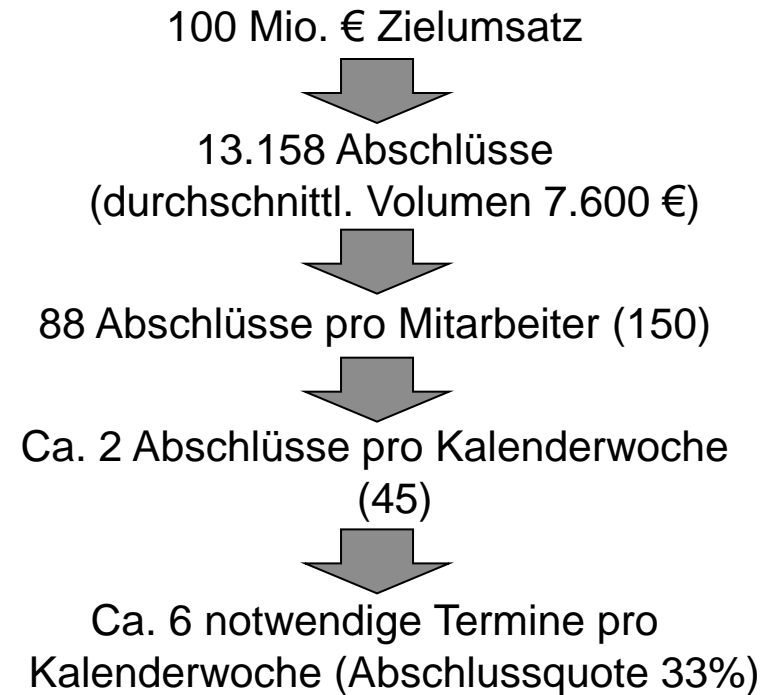 100 Mio. € Zielumsatz
13.158 Abschlüsse
(durchschnittl. Volumen 7.600 €)
88 Abschlüsse pro Mitarbeiter (150)
Ca. 2 Abschlüsse pro Kalenderwoche
(45)
Ca. 6 notwendige Termine pro
Kalenderwoche (Abschlussquote 33%)